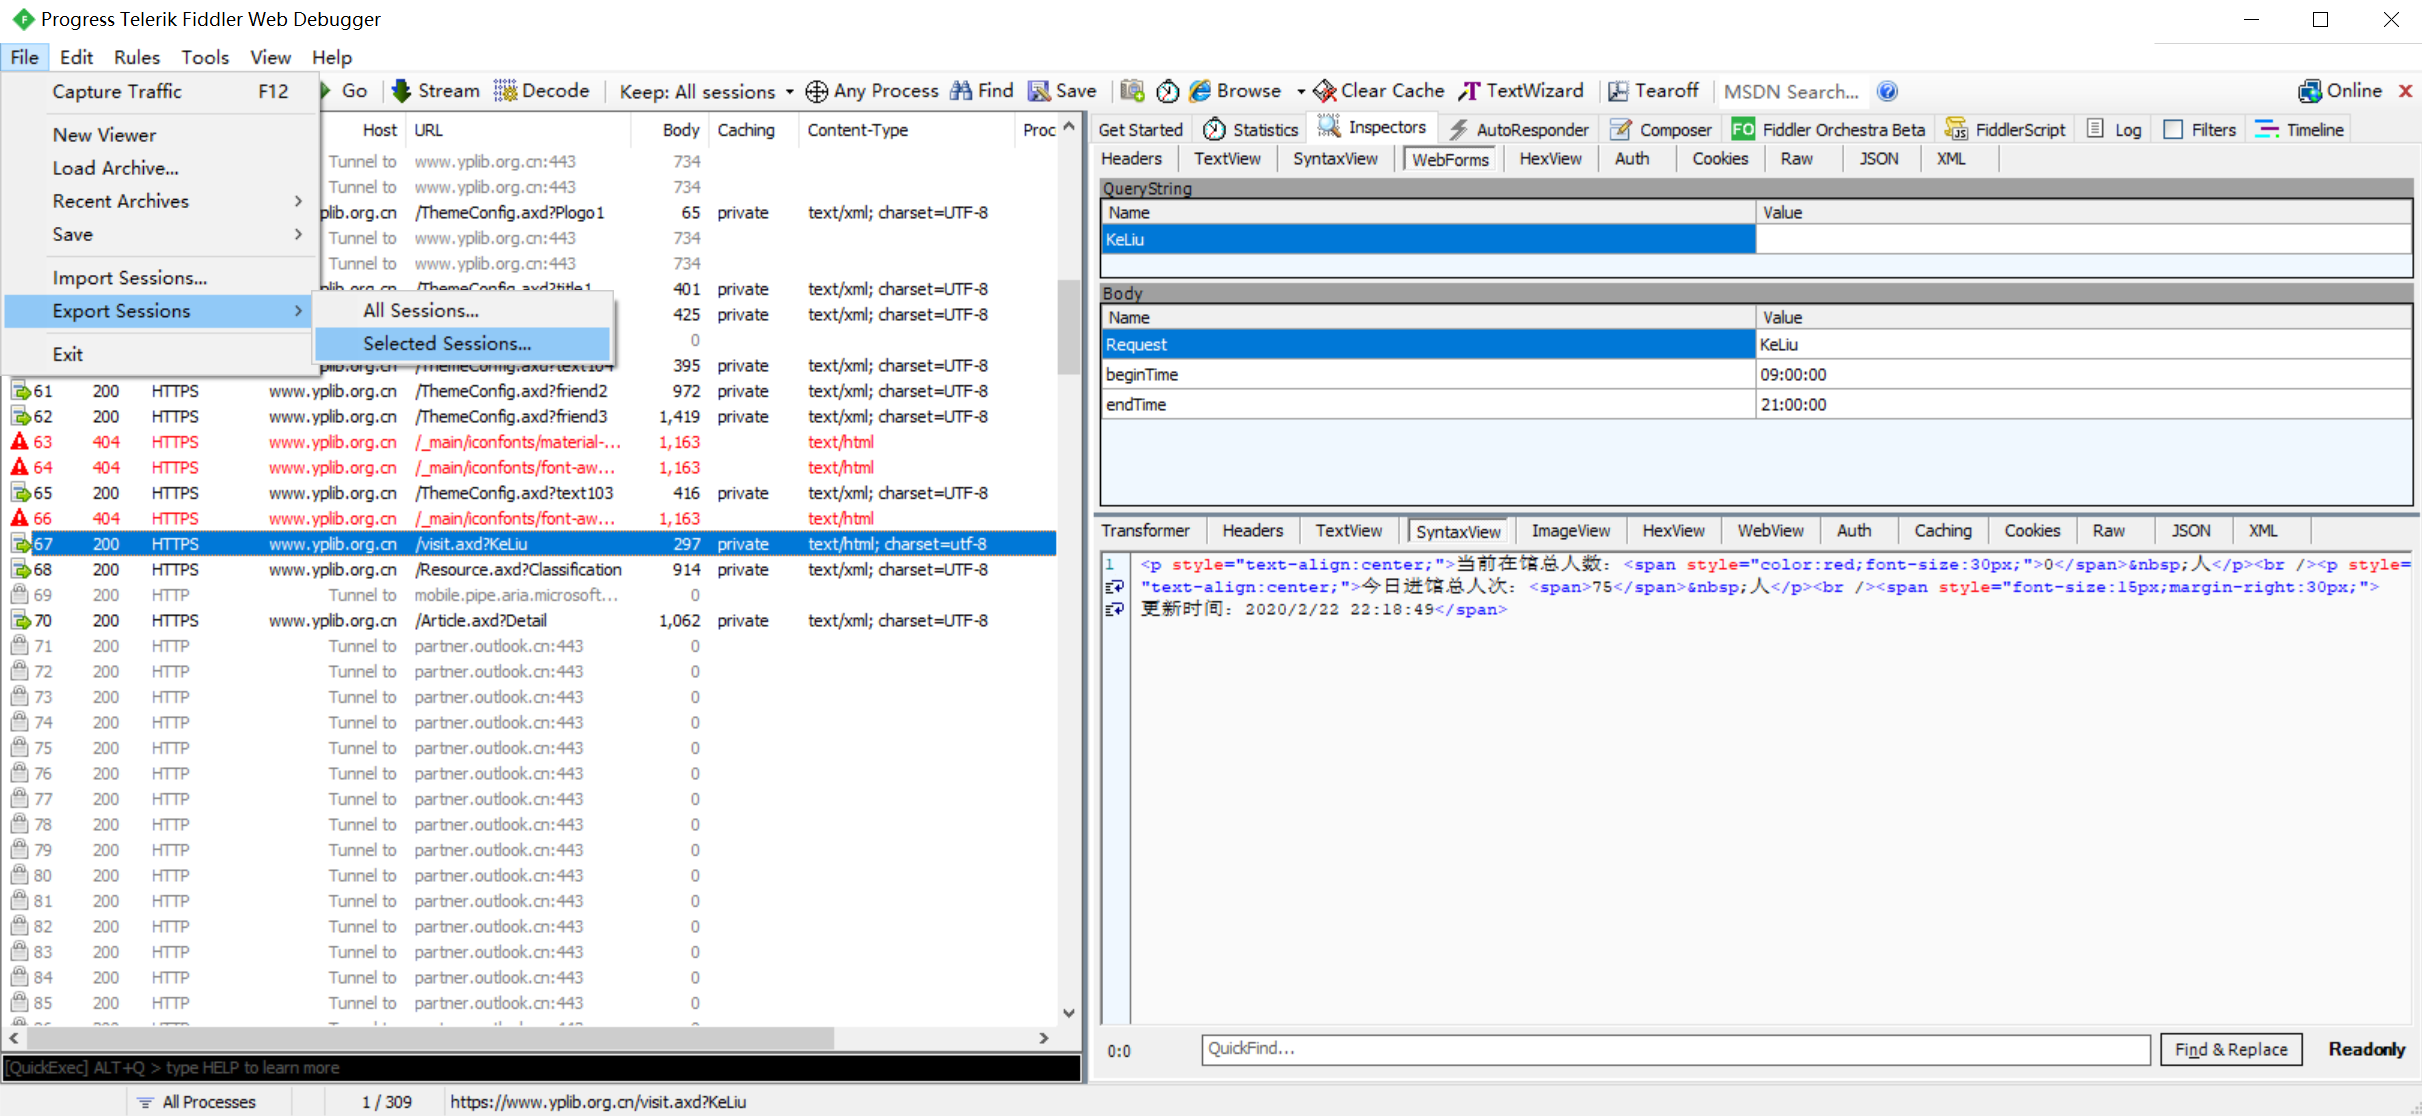 Progress Telerik Fiddler Web Debugger
File Edit Rules Tools View Help
Go Stream Decode Keep: All sessions Any Process Find Save Browse Clear Cache TextWizard Tearoff MSDN Search... Online
Capture Traffic F12
New Viewer
Load Archive...
Recent Archives
Save
Import Sessions...
Export Sessions
Exit
All Sessions...
Selected Sessions...
Host URL Body Caching Content-Type Proc
Tunnel to www.yplib.org.cn:443 734
Tunnel to www.yplib.org.cn:443 734
plib.org.cn /ThemeConfig.axd?Plogo1 65 private text/xml; charset=UTF-8
Tunnel to www.yplib.org.cn:443 734
Tunnel to www.yplib.org.cn:443 734
plib.org.cn /ThemeConfig.axd?title1 401 private text/xml; charset=UTF-8
425 private text/xml; charset=UTF-8
0
plib.org.cn /ThemeConfig.axd?text104 395 private text/xml; charset=UTF-8
61 200 HTTPS www.yplib.org.cn /ThemeConfig.axd?friend2 972 private text/xml; charset=UTF-8
62 200 HTTPS www.yplib.org.cn /ThemeConfig.axd?friend3 1,419 private text/xml; charset=UTF-8
63 404 HTTPS www.yplib.org.cn /_main/iconfonts/material-... 1,163 text/html
64 404 HTTPS www.yplib.org.cn /_main/iconfonts/font-aw... 1,163 text/html
65 200 HTTPS www.yplib.org.cn /ThemeConfig.axd?text103 416 private text/xml; charset=UTF-8
66 404 HTTPS www.yplib.org.cn /_main/iconfonts/font-aw... 1,163 text/html
67 200 HTTPS www.yplib.org.cn /visit.axd?KeLiu 297 private text/html; charset=utf-8
68 200 HTTPS www.yplib.org.cn /Resource.axd?Classification 914 private text/xml; charset=UTF-8
69 200 HTTP Tunnel to mobile.pipe.aria.microsoft... 0
70 200 HTTPS www.yplib.org.cn /Article.axd?Detail 1,062 private text/xml; charset=UTF-8
71 200 HTTP Tunnel to partner.outlook.cn:443 0
72 200 HTTP Tunnel to partner.outlook.cn:443 0
73 200 HTTP Tunnel to partner.outlook.cn:443 0
74 200 HTTP Tunnel to partner.outlook.cn:443 0
75 200 HTTP Tunnel to partner.outlook.cn:443 0
76 200 HTTP Tunnel to partner.outlook.cn:443 0
77 200 HTTP Tunnel to partner.outlook.cn:443 0
78 200 HTTP Tunnel to partner.outlook.cn:443 0
79 200 HTTP Tunnel to partner.outlook.cn:443 0
80 200 HTTP Tunnel to partner.outlook.cn:443 0
81 200 HTTP Tunnel to partner.outlook.cn:443 0
82 200 HTTP Tunnel to partner.outlook.cn:443 0
83 200 HTTP Tunnel to partner.outlook.cn:443 0
84 200 HTTP Tunnel to partner.outlook.cn:443 0
85 200 HTTP Tunnel to partner.outlook.cn:443 0
[QuickExec] ALT+Q > type HELP to learn more
Get Started Statistics Inspectors AutoResponder Composer FO Fiddler Orchestra Beta FiddlerScript Log Filters Timeline
Headers TextView SyntaxView WebForms HexView Auth Cookies Raw JSON XML
QueryString
Name Value
KeLiu
Body
Name Value
Request KeLiu
beginTime 09:00:00
endTime 21:00:00
Transformer Headers TextView SyntaxView ImageView HexView WebView Auth Caching Cookies Raw JSON XML
1 <p style="text-align:center;">当前在馆总人数：<span style="color:red;font-size:30px;">0</span>&nbsp;人</p><br /><p style=
"text-align:center;">今日进馆总人次：<span>75</span>&nbsp;人</p><br /><span style="font-size:15px;margin-right:30px;">
更新时间：2020/2/22 22:18:49</span>
0:0 QuickFind... Find & Replace Readonly
All Processes 1 / 309 https://www.yplib.org.cn/visit.axd?KeLiu